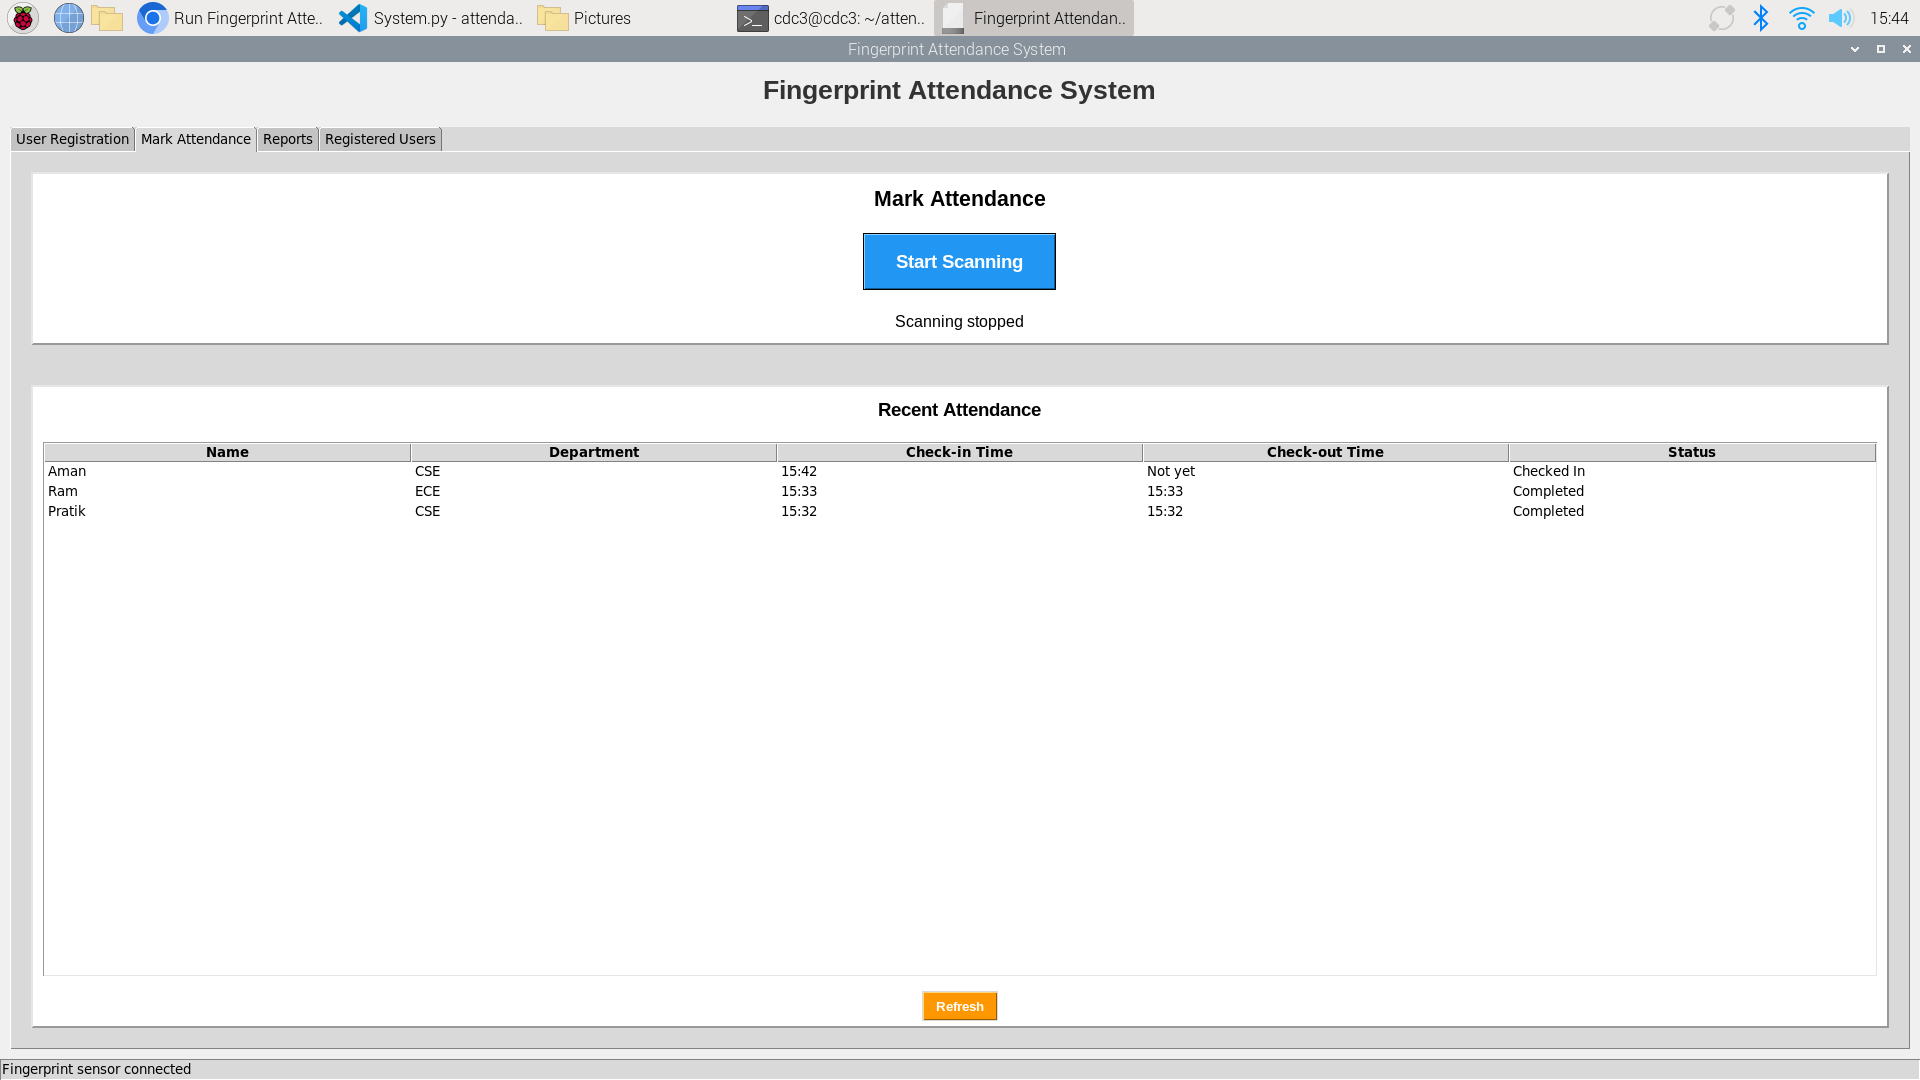 Run Fingerprint Atte.. System.py - attenda.. Pictures cdc3@cdc3: ~/atten.. Fingerprint Attendan.. 15:44
Fingerprint Attendance System
Fingerprint Attendance System
User Registration Mark Attendance Reports Registered Users
Mark Attendance
Start Scanning
Scanning stopped
Recent Attendance
Name Department Check-in Time Check-out Time Status
Aman CSE 15:42 Not yet Checked In
Ram ECE 15:33 15:33 Completed
Pratik CSE 15:32 15:32 Completed
Refresh
Fingerprint sensor connected